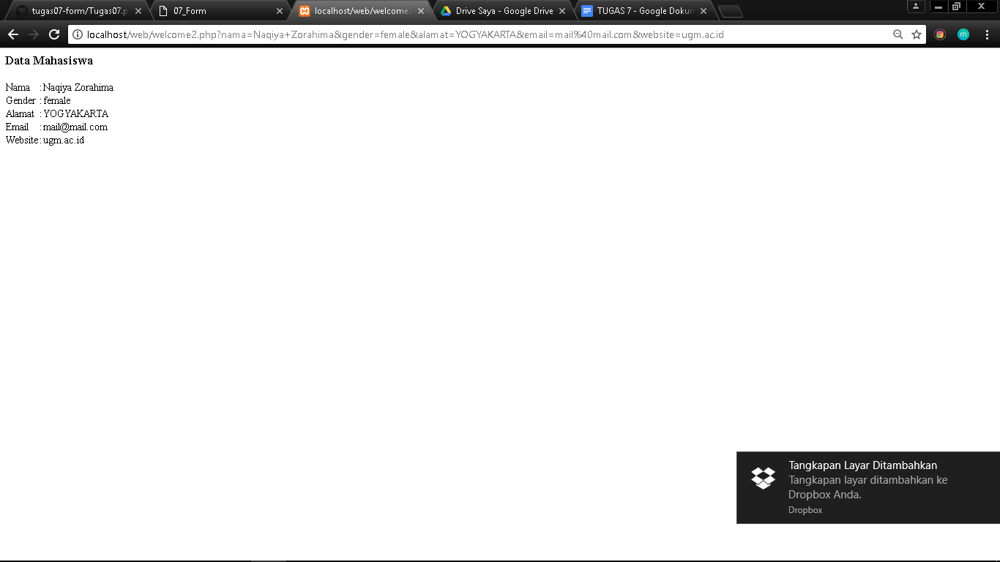 tugas07-form/Tugas07.p
07_Form
localhost/web/welcome2
Drive Saya - Google Drive
TUGAS 7 - Google Dokum
localhost/web/welcome2.php?nama=Naqiya+Zorahima&gender=female&alamat=YOGYAKARTA&email=mail%40mail.com&website=ugm.ac.id
m
Data Mahasiswa
Nama : Naqiya Zorahima
Gender : female
Alamat : YOGYAKARTA
Email : mail@mail.com
Website : ugm.ac.id
Tangkapan Layar Ditambahkan
Tangkapan layar ditambahkan ke
Dropbox Anda.
Dropbox